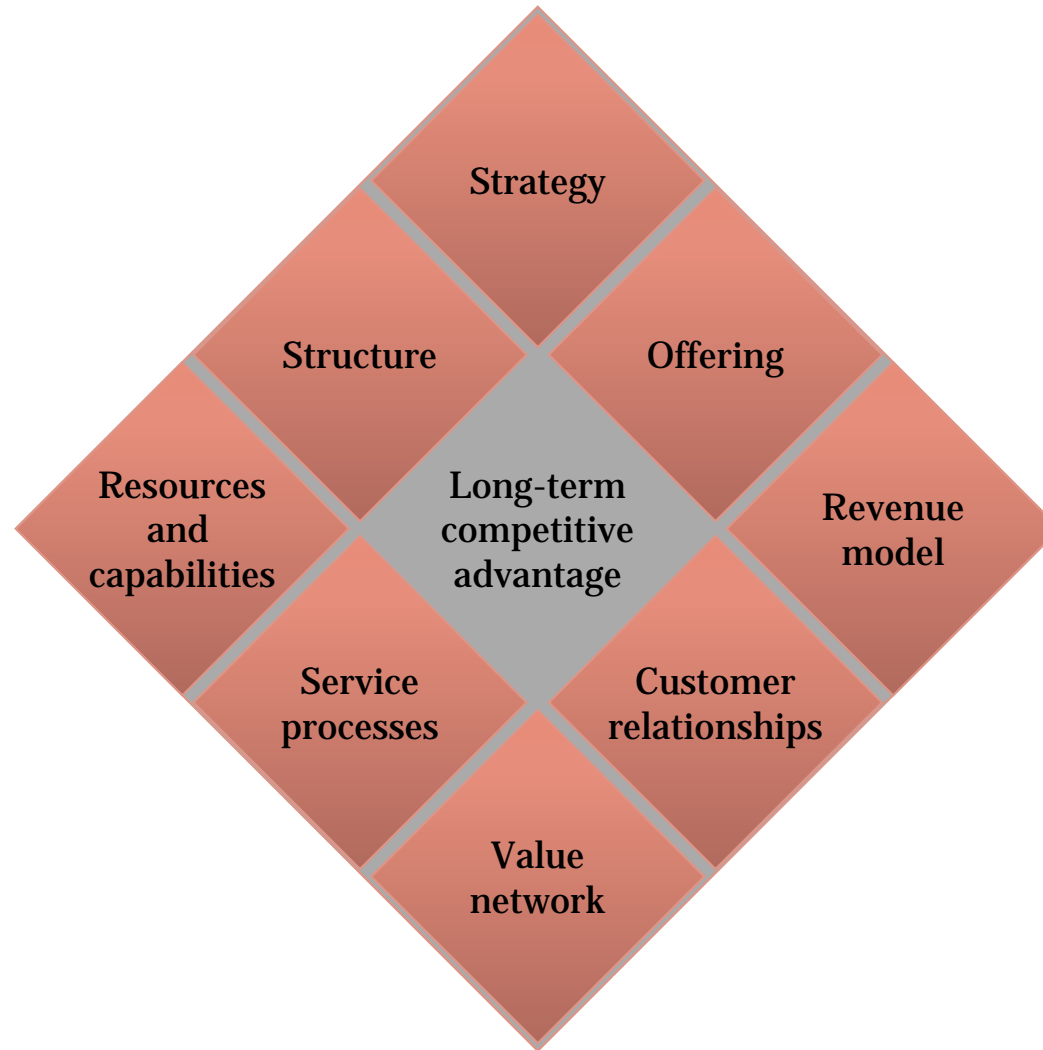 Strategy
Structure
Offering
Resources
and
capabilities
Long-term
competitive
advantage
Revenue
model
Service
processes
Customer
relationships
Value
network